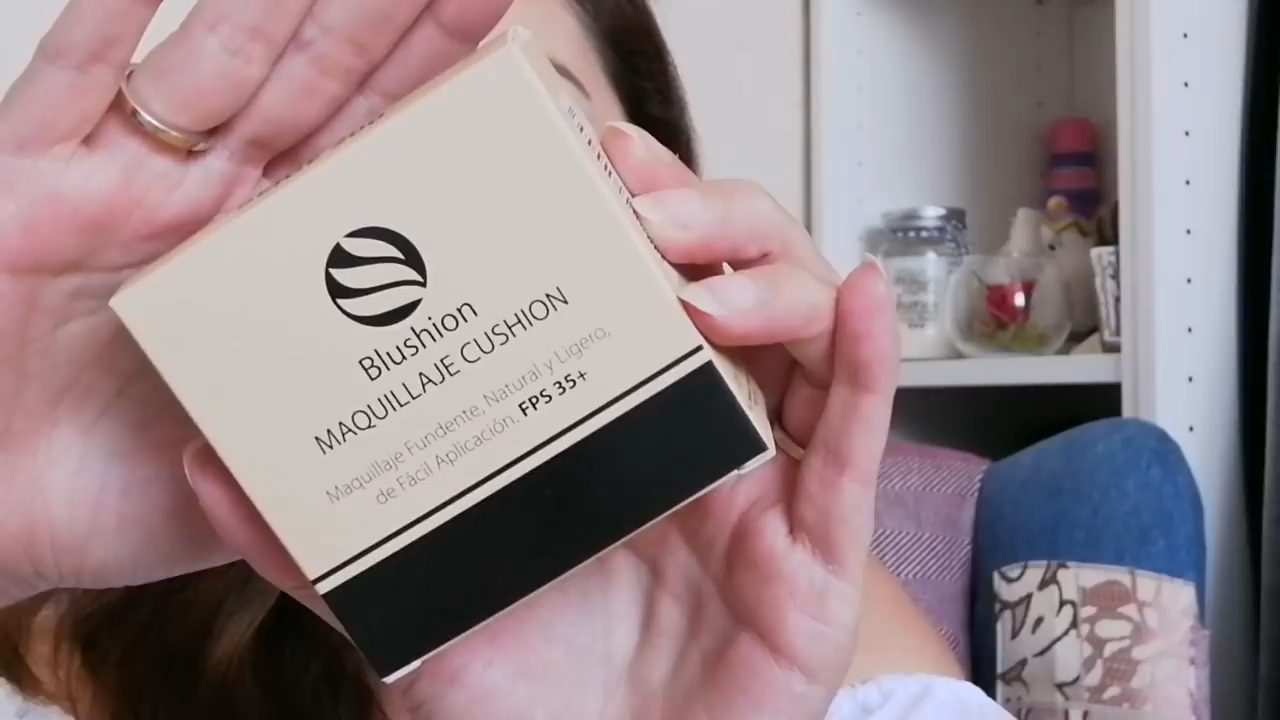 Blushion
MAQUILLAJE CUSHION
Maquillaje Fundente, Natural y Ligero,
de Fácil Aplicación. FPS 35+